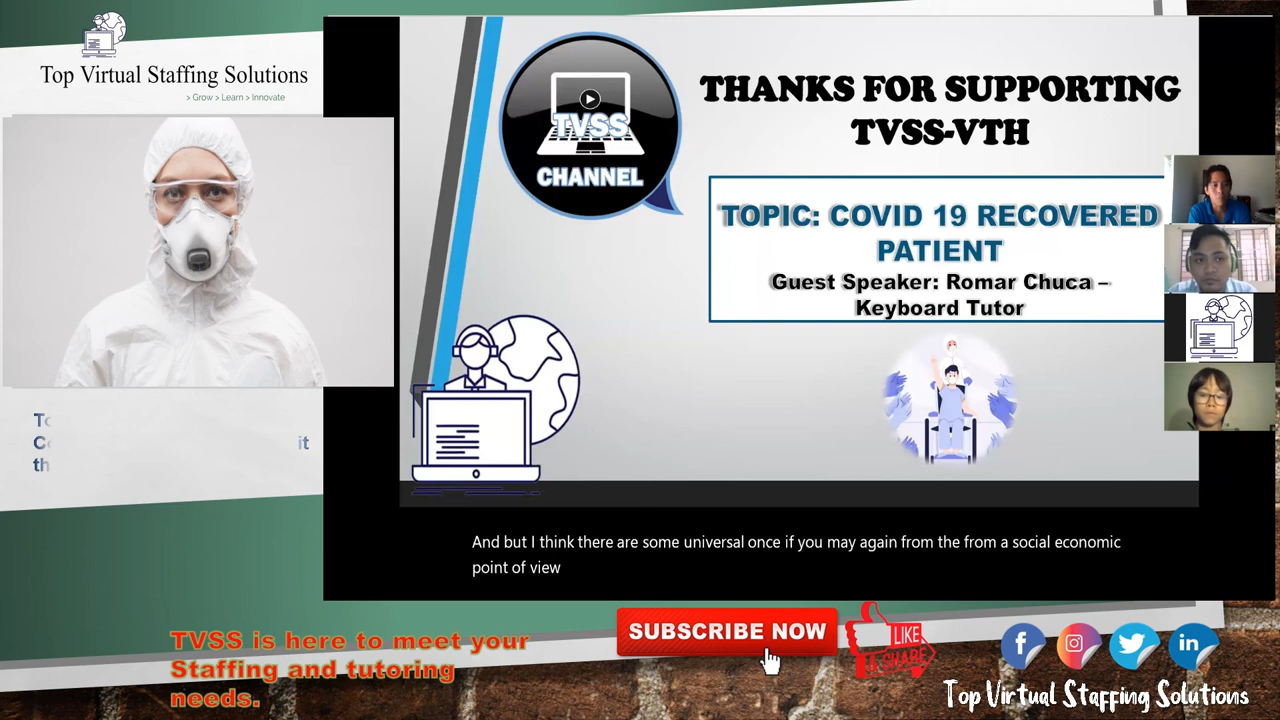 Top Virtual Staffing Solutions
> Grow > Learn > Innovate
TVSS
CHANNEL
THANKS FOR SUPPORTING
TVSS-VTH
TOPIC: COVID 19 RECOVERED
PATIENT
Guest Speaker: Romar Chuca –
Keyboard Tutor
it
th
And but I think there are some universal once if you may again from the from a social economic
point of view
TVSS is here to meet your
Staffing and tutoring
needs.
SUBSCRIBE NOW
LIKE
SHARE
Top Virtual Staffing Solutions